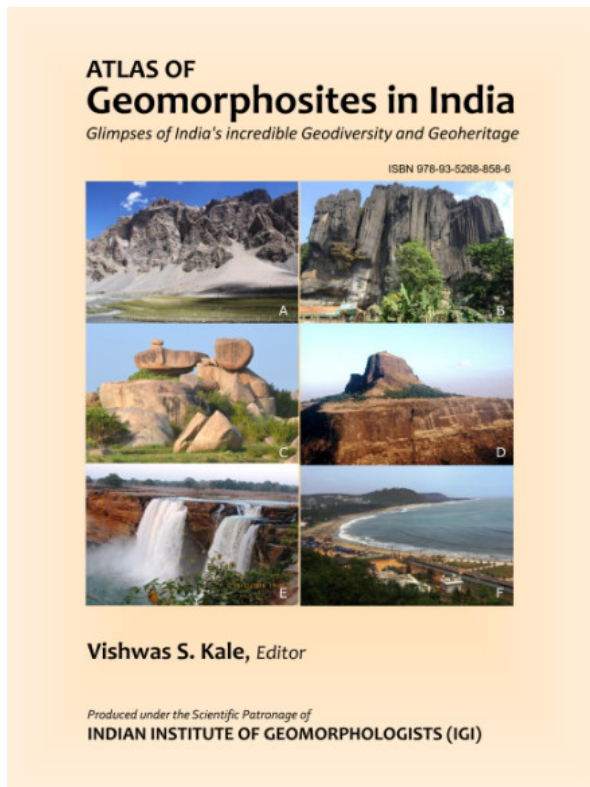 ATLAS OF
Geomorphosites in India
Glimpses of India's incredible Geodiversity and Geoheritage
ISBN 978-93-5268-858-6
A
B
C
D
E
F
Vishwas S. Kale, Editor
Produced under the Scientific Patronage of
INDIAN INSTITUTE OF GEOMORPHOLOGISTS (IGI)